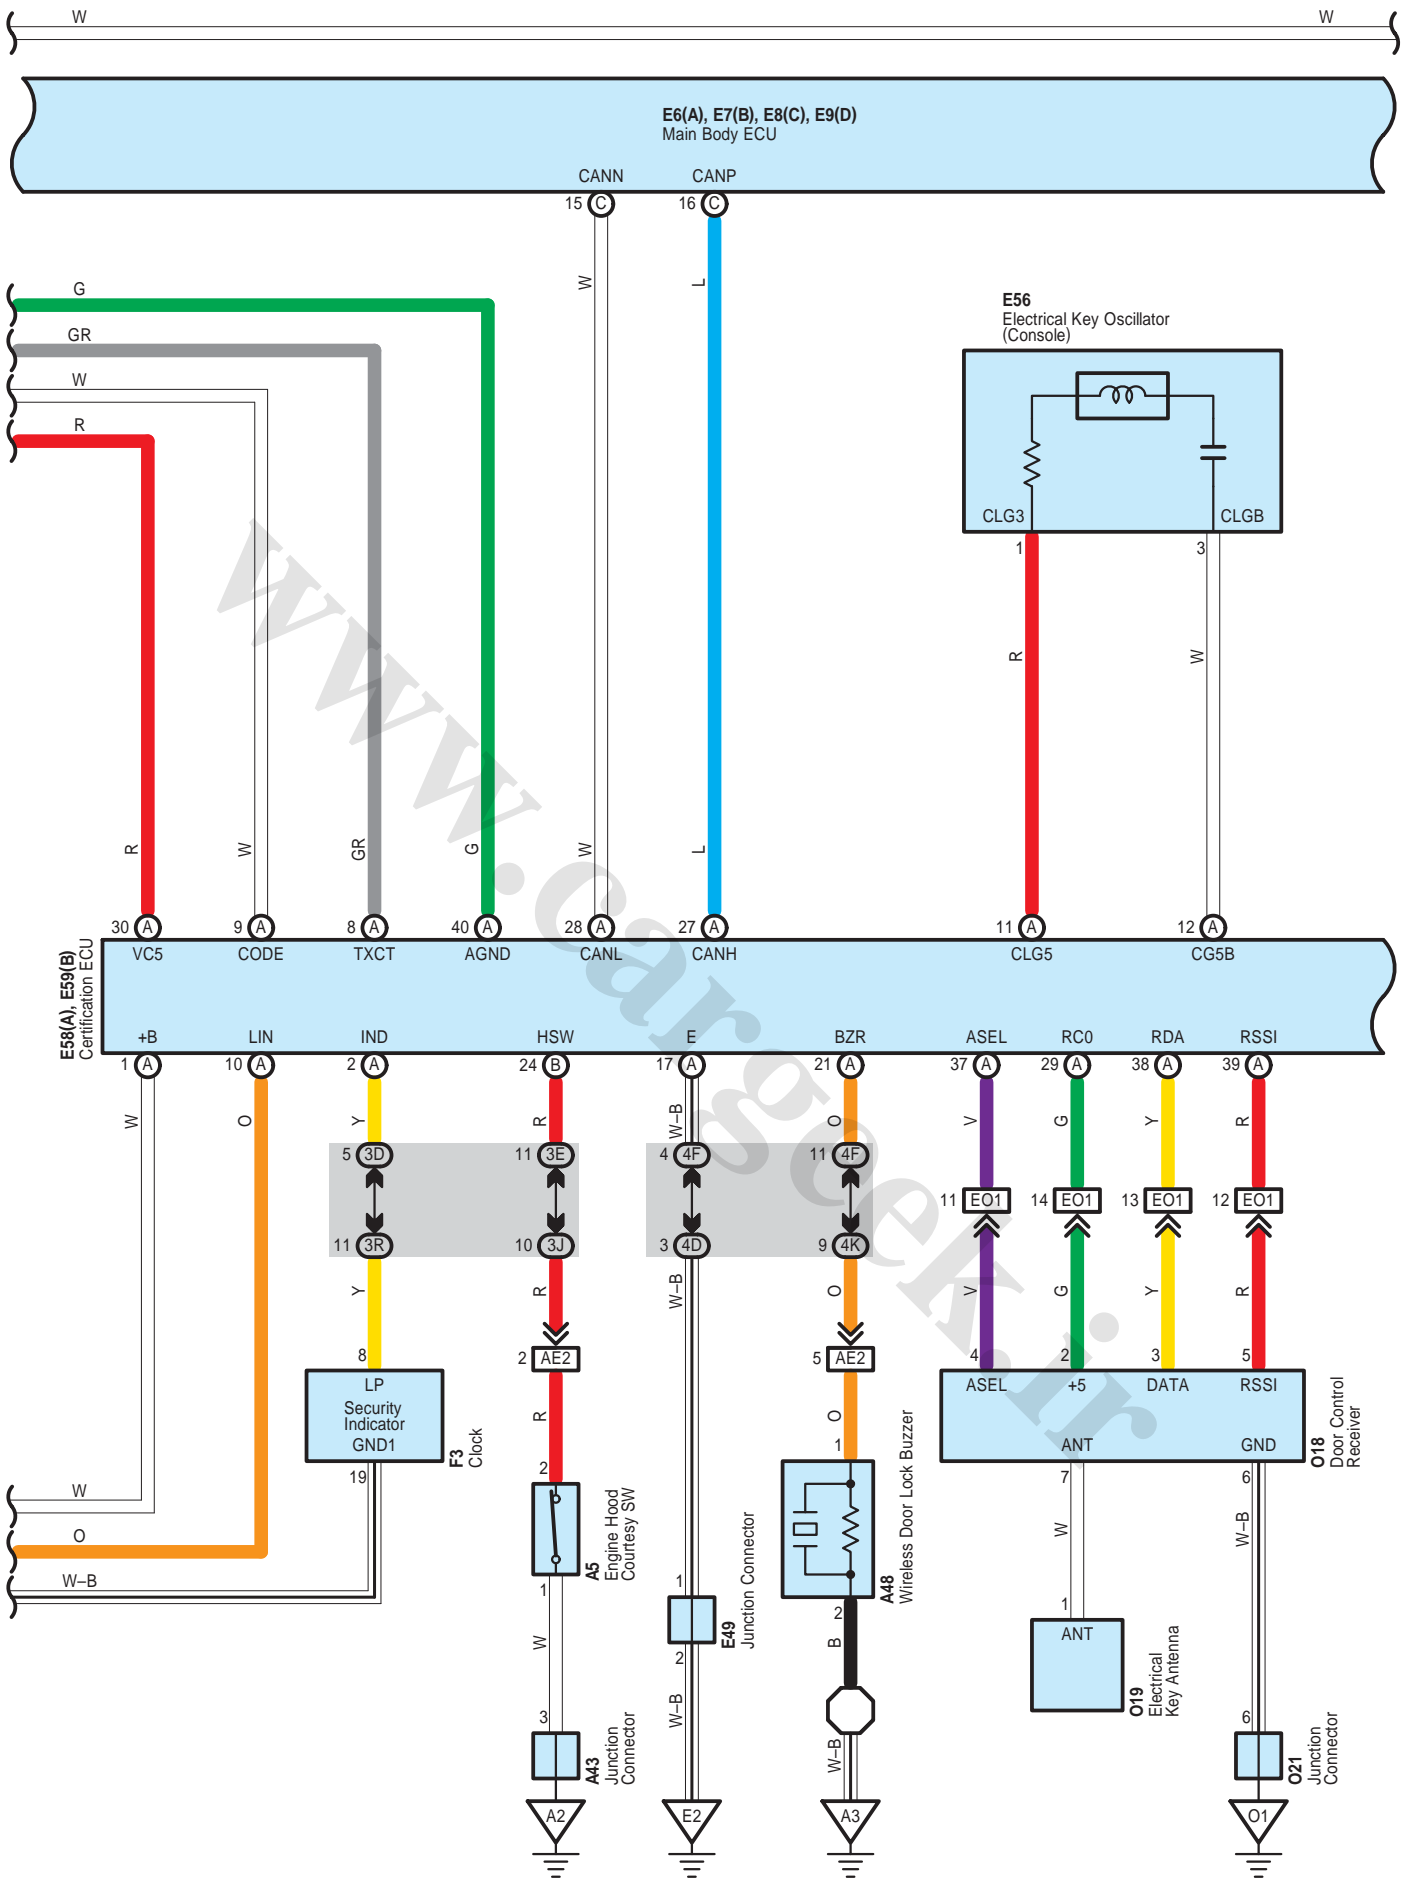 W W
E6(A), E7(B), E8(C), E9(D)
Main Body ECU
CANN CANP
15 C 16 C
W L
G
GR
W
R
E56
Electrical Key Oscillator
(Console)
CLG3 CLGB
1 3
R W
R W GR G W L
30 A 9 A 8 A 40 A 28 A 27 A 11 A 12 A
VC5 CODE TXCT AGND CANL CANH CLG5 CG5B
E58(A), E59(B)
Certification ECU
+B LIN IND HSW E BZR ASEL RC0 RDA RSSI
1 A 10 A 2 A 24 B 17 A 21 A 37 A 29 A 38 A 39 A
W O Y R W–B O V G Y R
5 3D 11 3E 4 4F 11 4F
11 EO1 14 EO1 13 EO1 12 EO1
11 3R 10 3J 3 4D 9 4K
Y R W–B O V G Y R
8 2 AE2 5 AE2 4 2 3 5
LP
Security
Indicator
GND1
19
F3
Clock
R O
ASEL +5 DATA RSSI
ANT GND
7 6
O18
Door Control
Receiver
W
O
W–B
2
A5
Engine Hood
Courtesy SW
1
W
3
A43
Junction
Connector
A2
1
E49
Junction Connector
2
W–B
E2
1
A48
Wireless Door Lock Buzzer
2
B
W–B
A3
W
1
ANT
O19
Electrical
Key Antenna
W–B
6
O21
Junction
Connector
O1
www.cargeek.ir